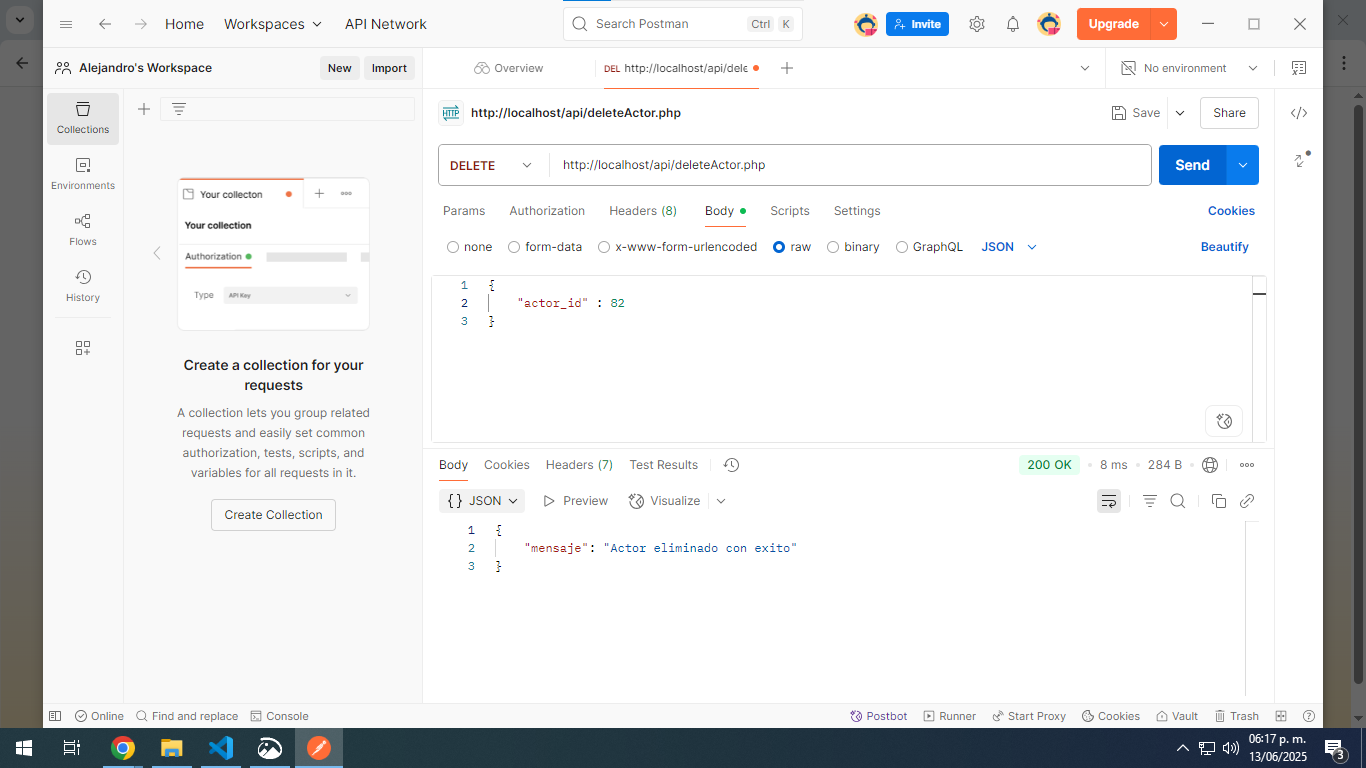 Home
Workspaces
API Network
Search Postman
Ctrl K
Invite
Upgrade
Alejandro's Workspace
New
Import
Overview
DEL http://localhost/api/dele
No environment
Collections
Environments
Flows
History
Your collecton
Your collection
Authorization
Type
API Key
Create a collection for your
requests
A collection lets you group related
requests and easily set common
authorization, tests, scripts, and
variables for all requests in it.
Create Collection
HTTP
http://localhost/api/deleteActor.php
Save
Share
DELETE
http://localhost/api/deleteActor.php
Send
Params
Authorization
Headers (8)
Body
Scripts
Settings
Cookies
none
form-data
x-www-form-urlencoded
raw
binary
GraphQL
JSON
Beautify
1 {
2 "actor_id" : 82
3 }
Body
Cookies
Headers (7)
Test Results
200 OK
8 ms
284 B
{} JSON
Preview
Visualize
1 {
2 "mensaje": "Actor eliminado con exito"
3 }
Online
Find and replace
Console
Postbot
Runner
Start Proxy
Cookies
Vault
Trash
06:17 p. m.
13/06/2025
3